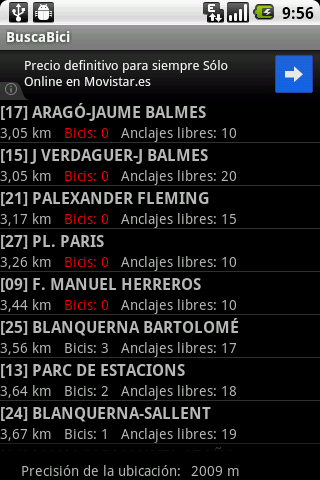 9:56
BuscaBici
Precio definitivo para siempre Sólo
Online en Movistar.es
[17] ARAGÓ-JAUME BALMES
3,05 km Bicis: 0 Anclajes libres: 10
[15] J VERDAGUER-J BALMES
3,05 km Bicis: 0 Anclajes libres: 20
[21] PALEXANDER FLEMING
3,17 km Bicis: 0 Anclajes libres: 15
[27] PL. PARIS
3,26 km Bicis: 0 Anclajes libres: 10
[09] F. MANUEL HERREROS
3,44 km Bicis: 0 Anclajes libres: 10
[25] BLANQUERNA BARTOLOMÉ
3,56 km Bicis: 3 Anclajes libres: 17
[13] PARC DE ESTACIONS
3,64 km Bicis: 2 Anclajes libres: 18
[24] BLANQUERNA-SALLENT
3,67 km Bicis: 1 Anclajes libres: 19
Precisión de la ubicación: 2009 m